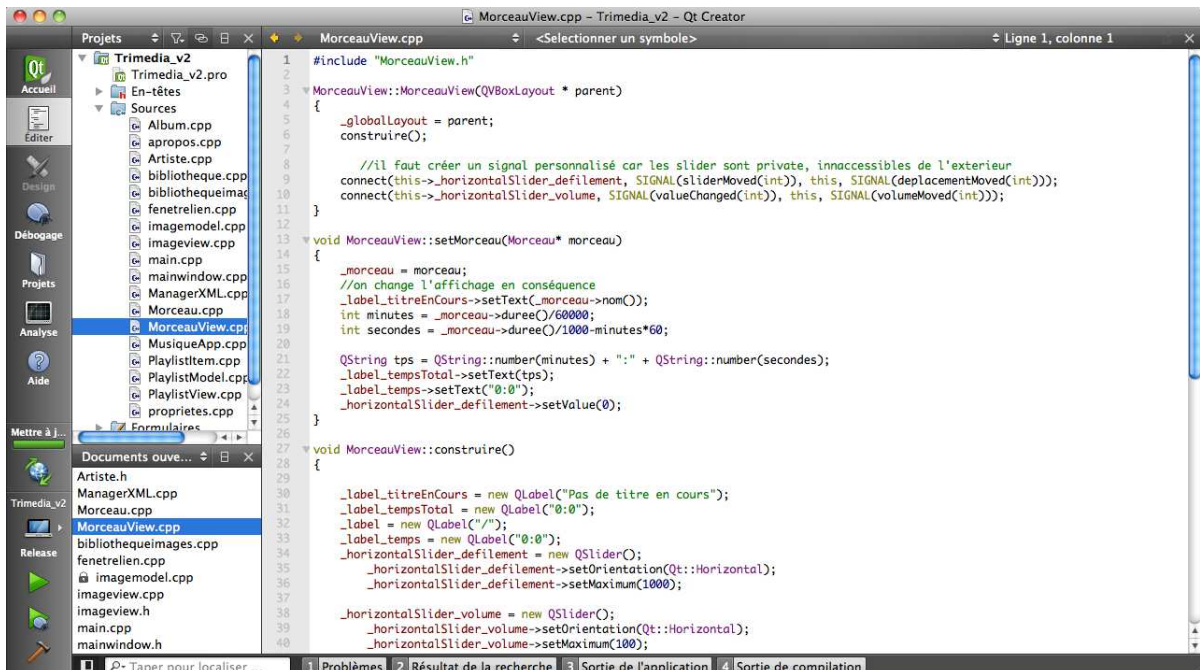 MorceauView.cpp – Trimedia_v2 – Qt Creator
Projets
MorceauView.cpp
<Selectionner un symbole>
Ligne 1, colonne 1
Qt
Accueil
Éditer
Design
Débogage
Projets
Analyse
Aide
Mettre à j...
Trimedia_v2
Release
Trimedia_v2
Trimedia_v2.pro
En-têtes
Sources
Album.cpp
apropos.cpp
Artiste.cpp
bibliotheque.cpp
bibliothequeimag
fenetrelien.cpp
imagemodel.cpp
imageview.cpp
main.cpp
mainwindow.cpp
ManagerXML.cpp
Morceau.cpp
MorceauView.cpp
MusiqueApp.cpp
PlaylistItem.cpp
PlaylistModel.cpp
PlaylistView.cpp
proprietes.cpp
Formulaires
Documents ouve...
Artiste.h
ManagerXML.cpp
Morceau.cpp
MorceauView.cpp
bibliothequeimages.cpp
fenetrelien.cpp
imagemodel.cpp
imageview.cpp
imageview.h
main.cpp
mainwindow.h
1 #include "MorceauView.h"
2
3 MorceauView::MorceauView(QVBoxLayout * parent)
4 {
5 _globalLayout = parent;
6 construire();
7
8 //il faut créer un signal personnalisé car les slider sont private, innaccessibles de l'exterieur
9 connect(this->_horizontalSlider_defilement, SIGNAL(sliderMoved(int)), this, SIGNAL(deplacementMoved(int)));
10 connect(this->_horizontalSlider_volume, SIGNAL(valueChanged(int)), this, SIGNAL(volumeMoved(int)));
11 }
12
13 void MorceauView::setMorceau(Morceau* morceau)
14 {
15 _morceau = morceau;
16 //on change l'affichage en conséquence
17 _label_titreEnCours->setText(_morceau->nom());
18 int minutes = _morceau->duree()/60000;
19 int secondes = _morceau->duree()/1000-minutes*60;
20
21 QString tps = QString::number(minutes) + ":" + QString::number(secondes);
22 _label_tempsTotal->setText(tps);
23 _label_temps->setText("0:0");
24 _horizontalSlider_defilement->setValue(0);
25 }
26
27 void MorceauView::construire()
28 {
29
30 _label_titreEnCours = new QLabel("Pas de titre en cours");
31 _label_tempsTotal = new QLabel("0:0");
32 _label = new QLabel("/");
33 _label_temps = new QLabel("0:0");
34 _horizontalSlider_defilement = new QSlider();
35 _horizontalSlider_defilement->setOrientation(Qt::Horizontal);
36 _horizontalSlider_defilement->setMaximum(1000);
37
38 _horizontalSlider_volume = new QSlider();
39 _horizontalSlider_volume->setOrientation(Qt::Horizontal);
40 _horizontalSlider_volume->setMaximum(100);
Taper pour localiser ...
1 Problèmes 2 Résultat de la recherche 3 Sortie de l'application 4 Sortie de compilation